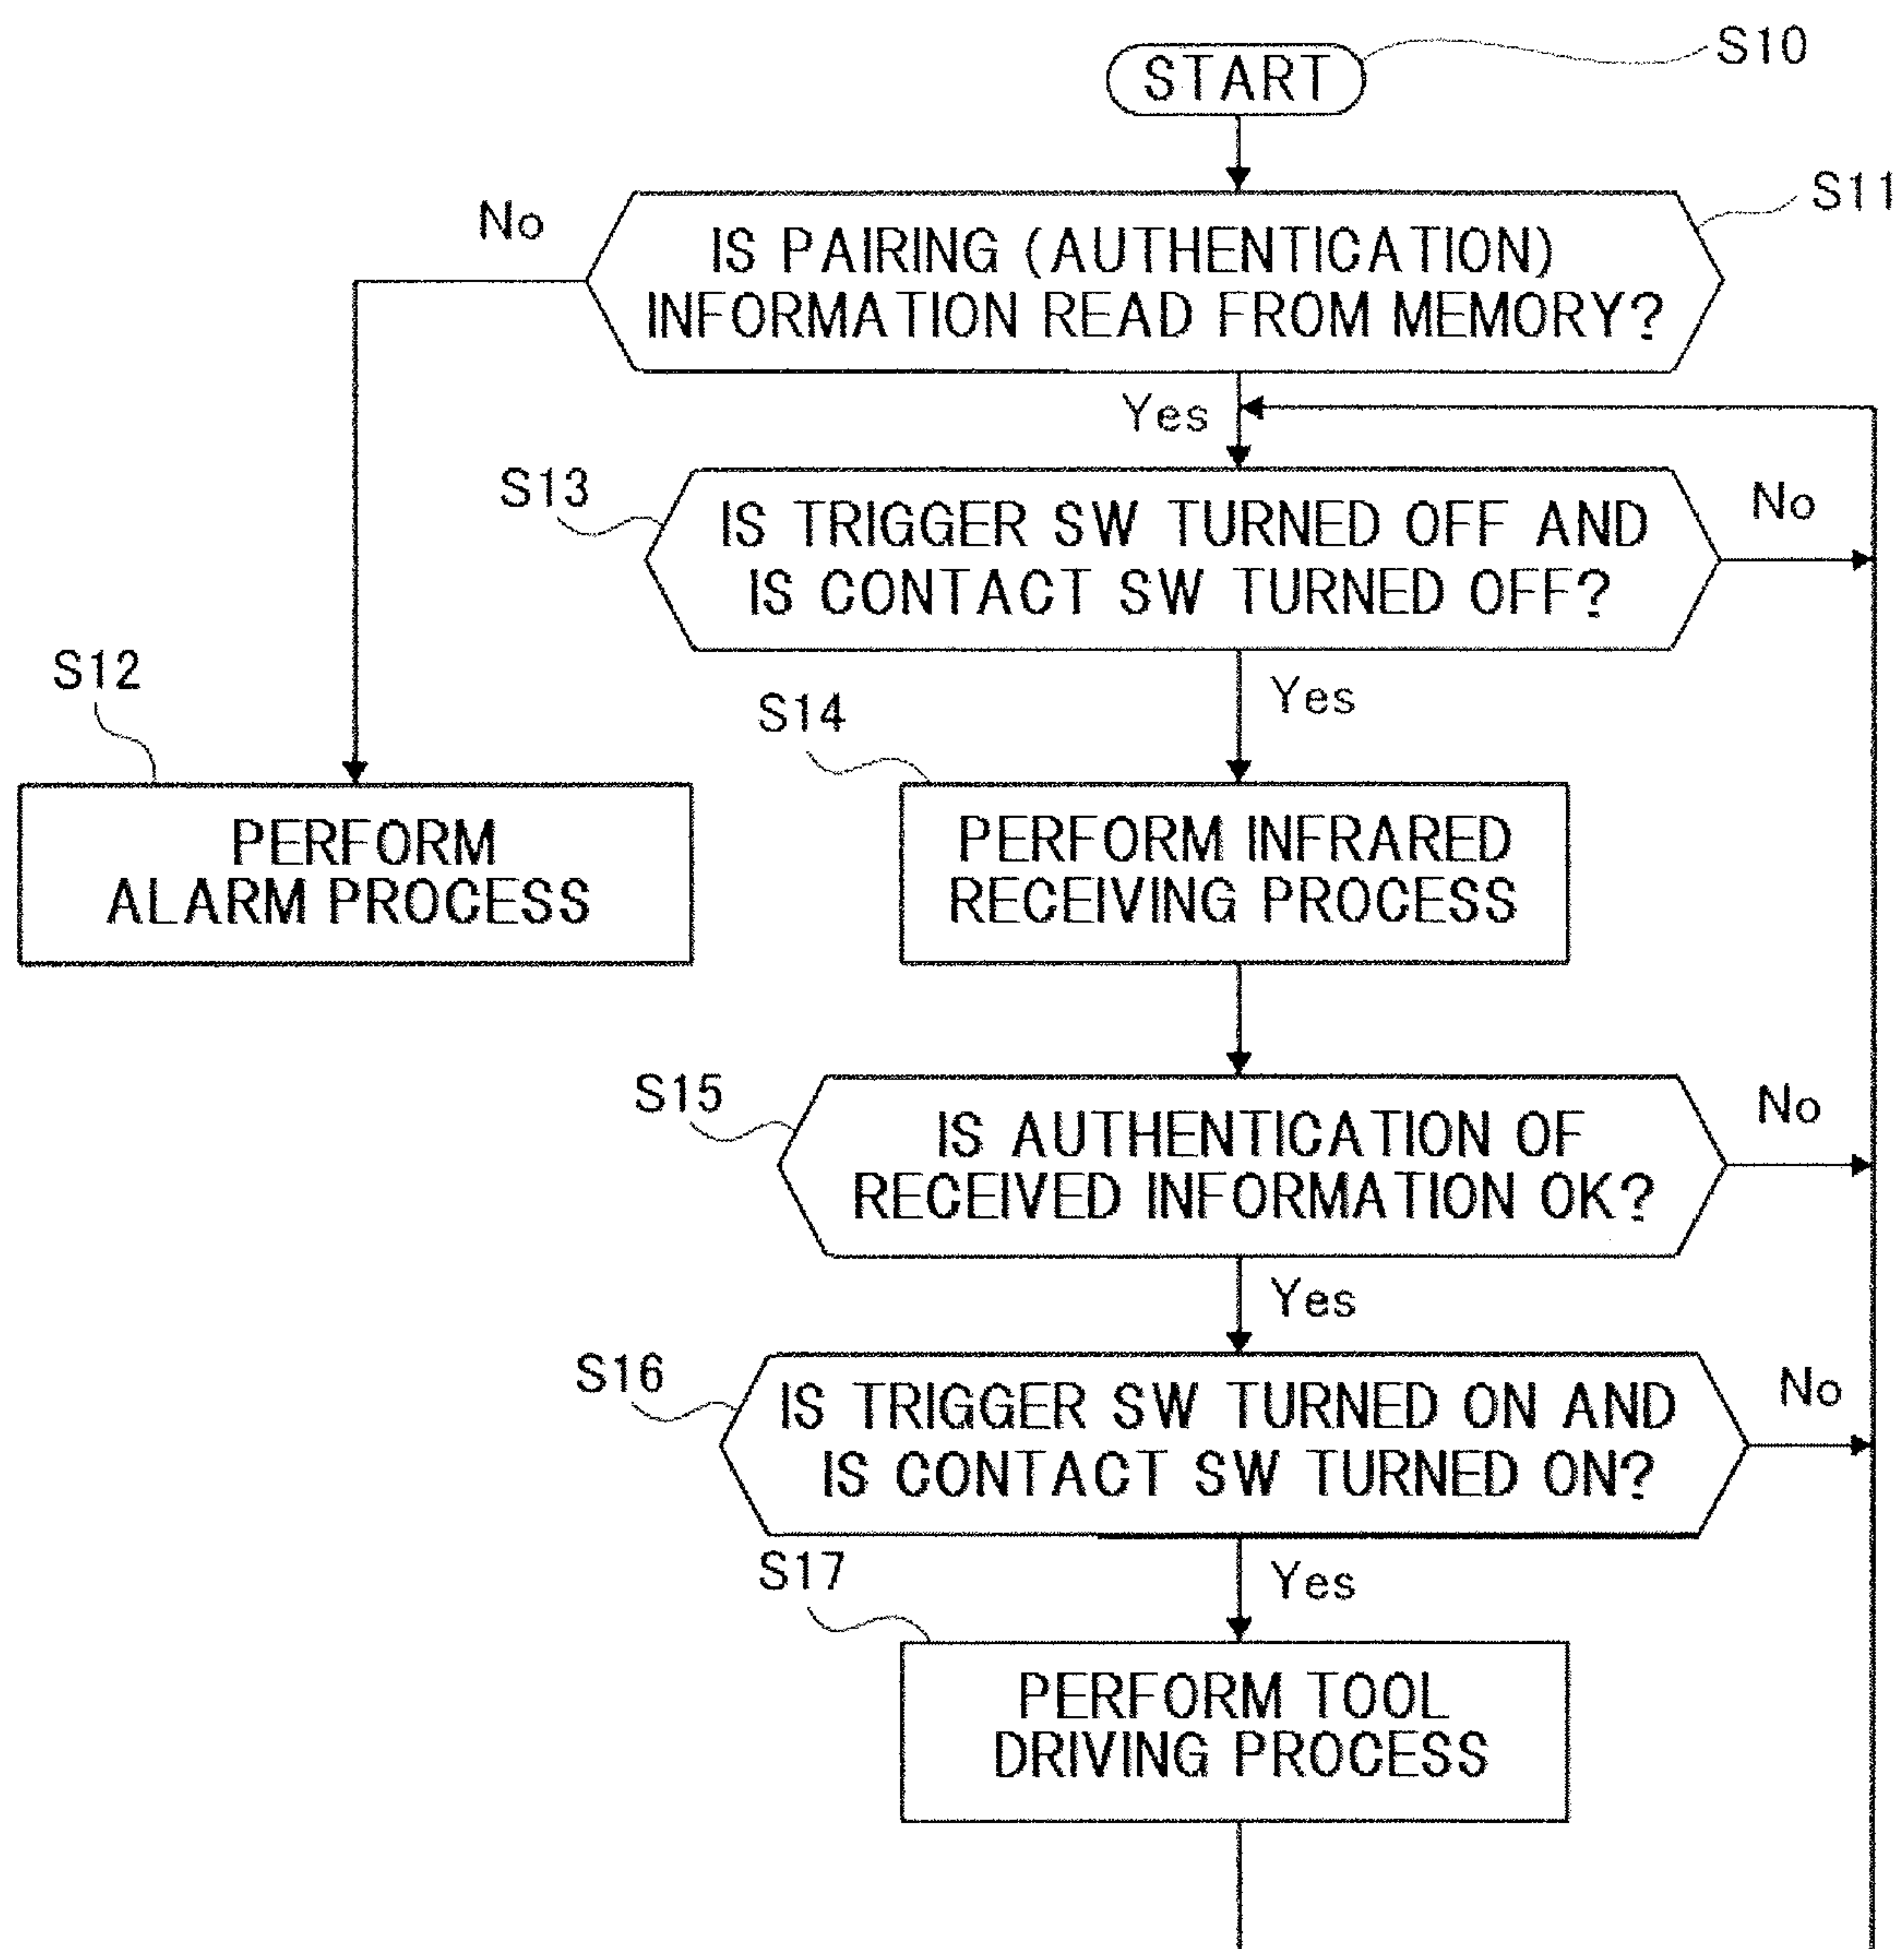 START
S10
S11
No
IS PAIRING (AUTHENTICATION)
INFORMATION READ FROM MEMORY?
Yes
S13
IS TRIGGER SW TURNED OFF AND
IS CONTACT SW TURNED OFF?
No
S12
Yes
S14
PERFORM
ALARM PROCESS
PERFORM INFRARED
RECEIVING PROCESS
S15
IS AUTHENTICATION OF
RECEIVED INFORMATION OK?
No
Yes
S16
IS TRIGGER SW TURNED ON AND
IS CONTACT SW TURNED ON?
No
S17
Yes
PERFORM TOOL
DRIVING PROCESS